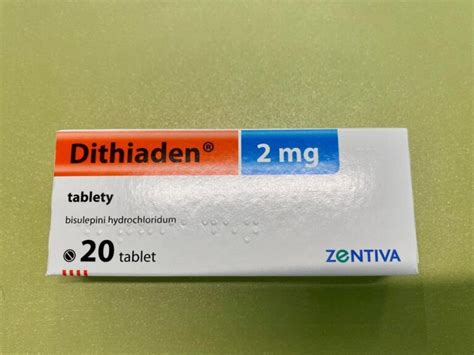 Dithiaden® 2 mg
tablety
bisulepini hydrochloridum
20 tablet
ZENTIVA